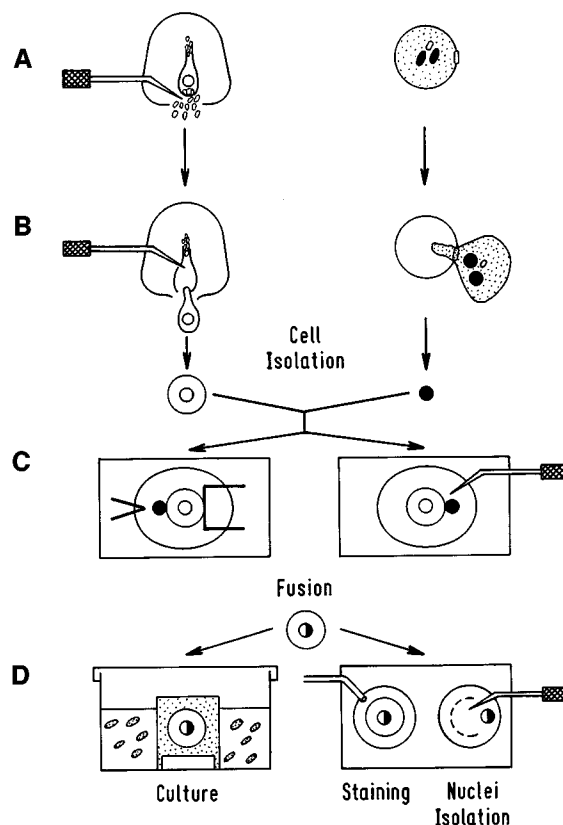 A
B
Cell
Isolation
C
Fusion
D
Culture
Staining
Nuclei
Isolation